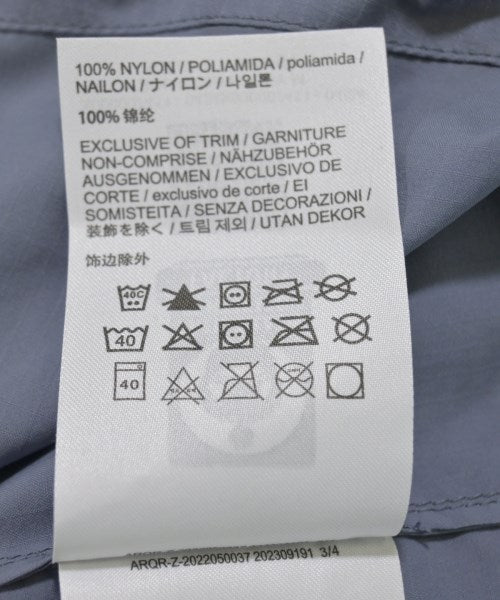 100% NYLON / POLIAMIDA / poliamida /
NAILON / ナイロン / 나일론
100% 锦纶
EXCLUSIVE OF TRIM / GARNITURE
NON-COMPRISE / NÄHZUBEHÖR
AUSGENOMMEN / EXCLUSIVO DE
CORTE / exclusivo de corte / EI
SOMISTEITA / SENZA DECORAZIONI /
装飾を除く / 트림 제외 / UTAN DEKOR
饰边除外
40C
40
40
ARQR-Z-2022050037 202309191 3/4